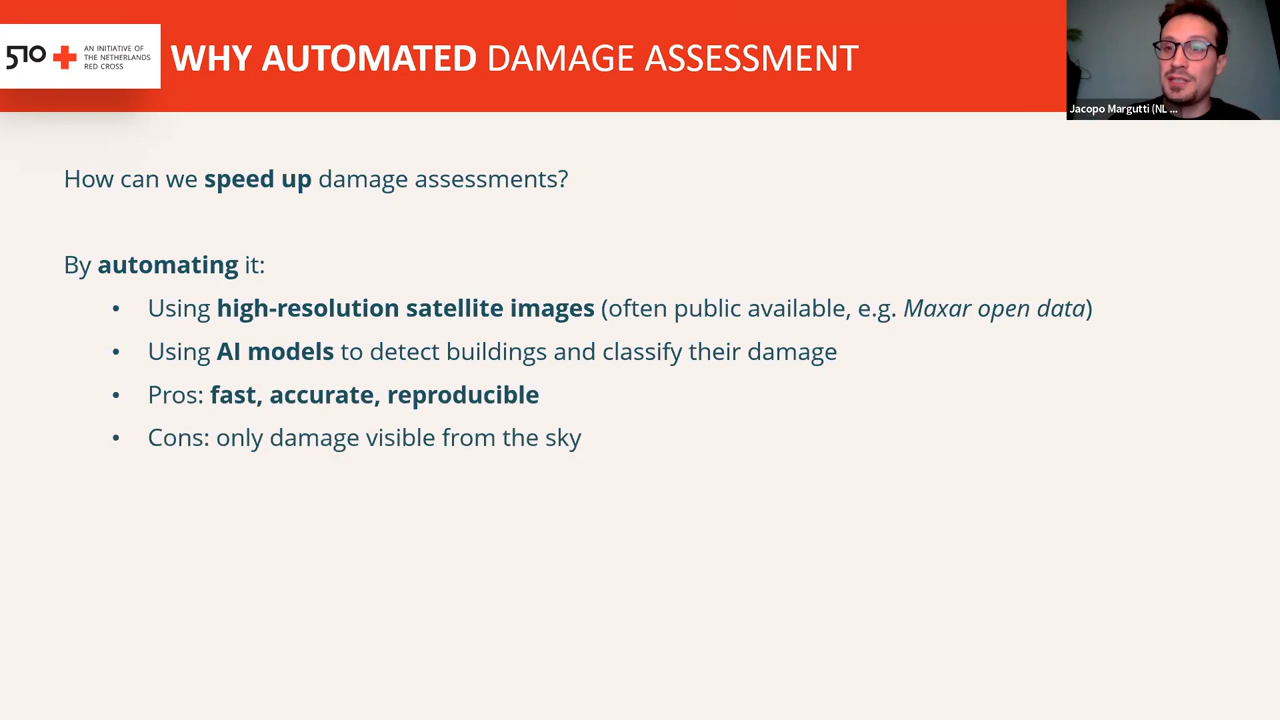 510
AN INITIATIVE OF
THE NETHERLANDS
RED CROSS
WHY AUTOMATED DAMAGE ASSESSMENT
Jacopo Margutti (NL ...
How can we speed up damage assessments?
By automating it:
• Using high-resolution satellite images (often public available, e.g. Maxar open data)
• Using AI models to detect buildings and classify their damage
• Pros: fast, accurate, reproducible
• Cons: only damage visible from the sky